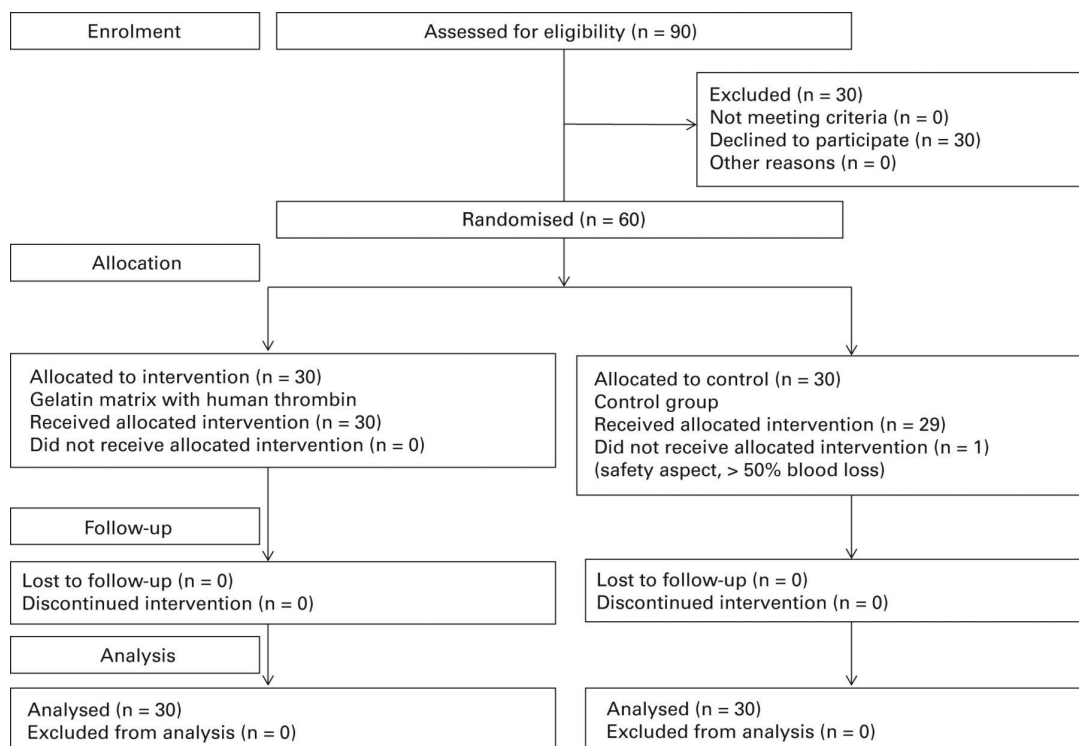 Enrolment
Assessed for eligibility (n = 90)
Excluded (n = 30)
Not meeting criteria (n = 0)
Declined to participate (n = 30)
Other reasons (n = 0)
Randomised (n = 60)
Allocation
Allocated to intervention (n = 30)
Gelatin matrix with human thrombin
Received allocated intervention (n = 30)
Did not receive allocated intervention (n = 0)
Allocated to control (n = 30)
Control group
Received allocated intervention (n = 29)
Did not receive allocated intervention (n = 1)
(safety aspect, > 50% blood loss)
Follow-up
Lost to follow-up (n = 0)
Discontinued intervention (n = 0)
Lost to follow-up (n = 0)
Discontinued intervention (n = 0)
Analysis
Analysed (n = 30)
Excluded from analysis (n = 0)
Analysed (n = 30)
Excluded from analysis (n = 0)